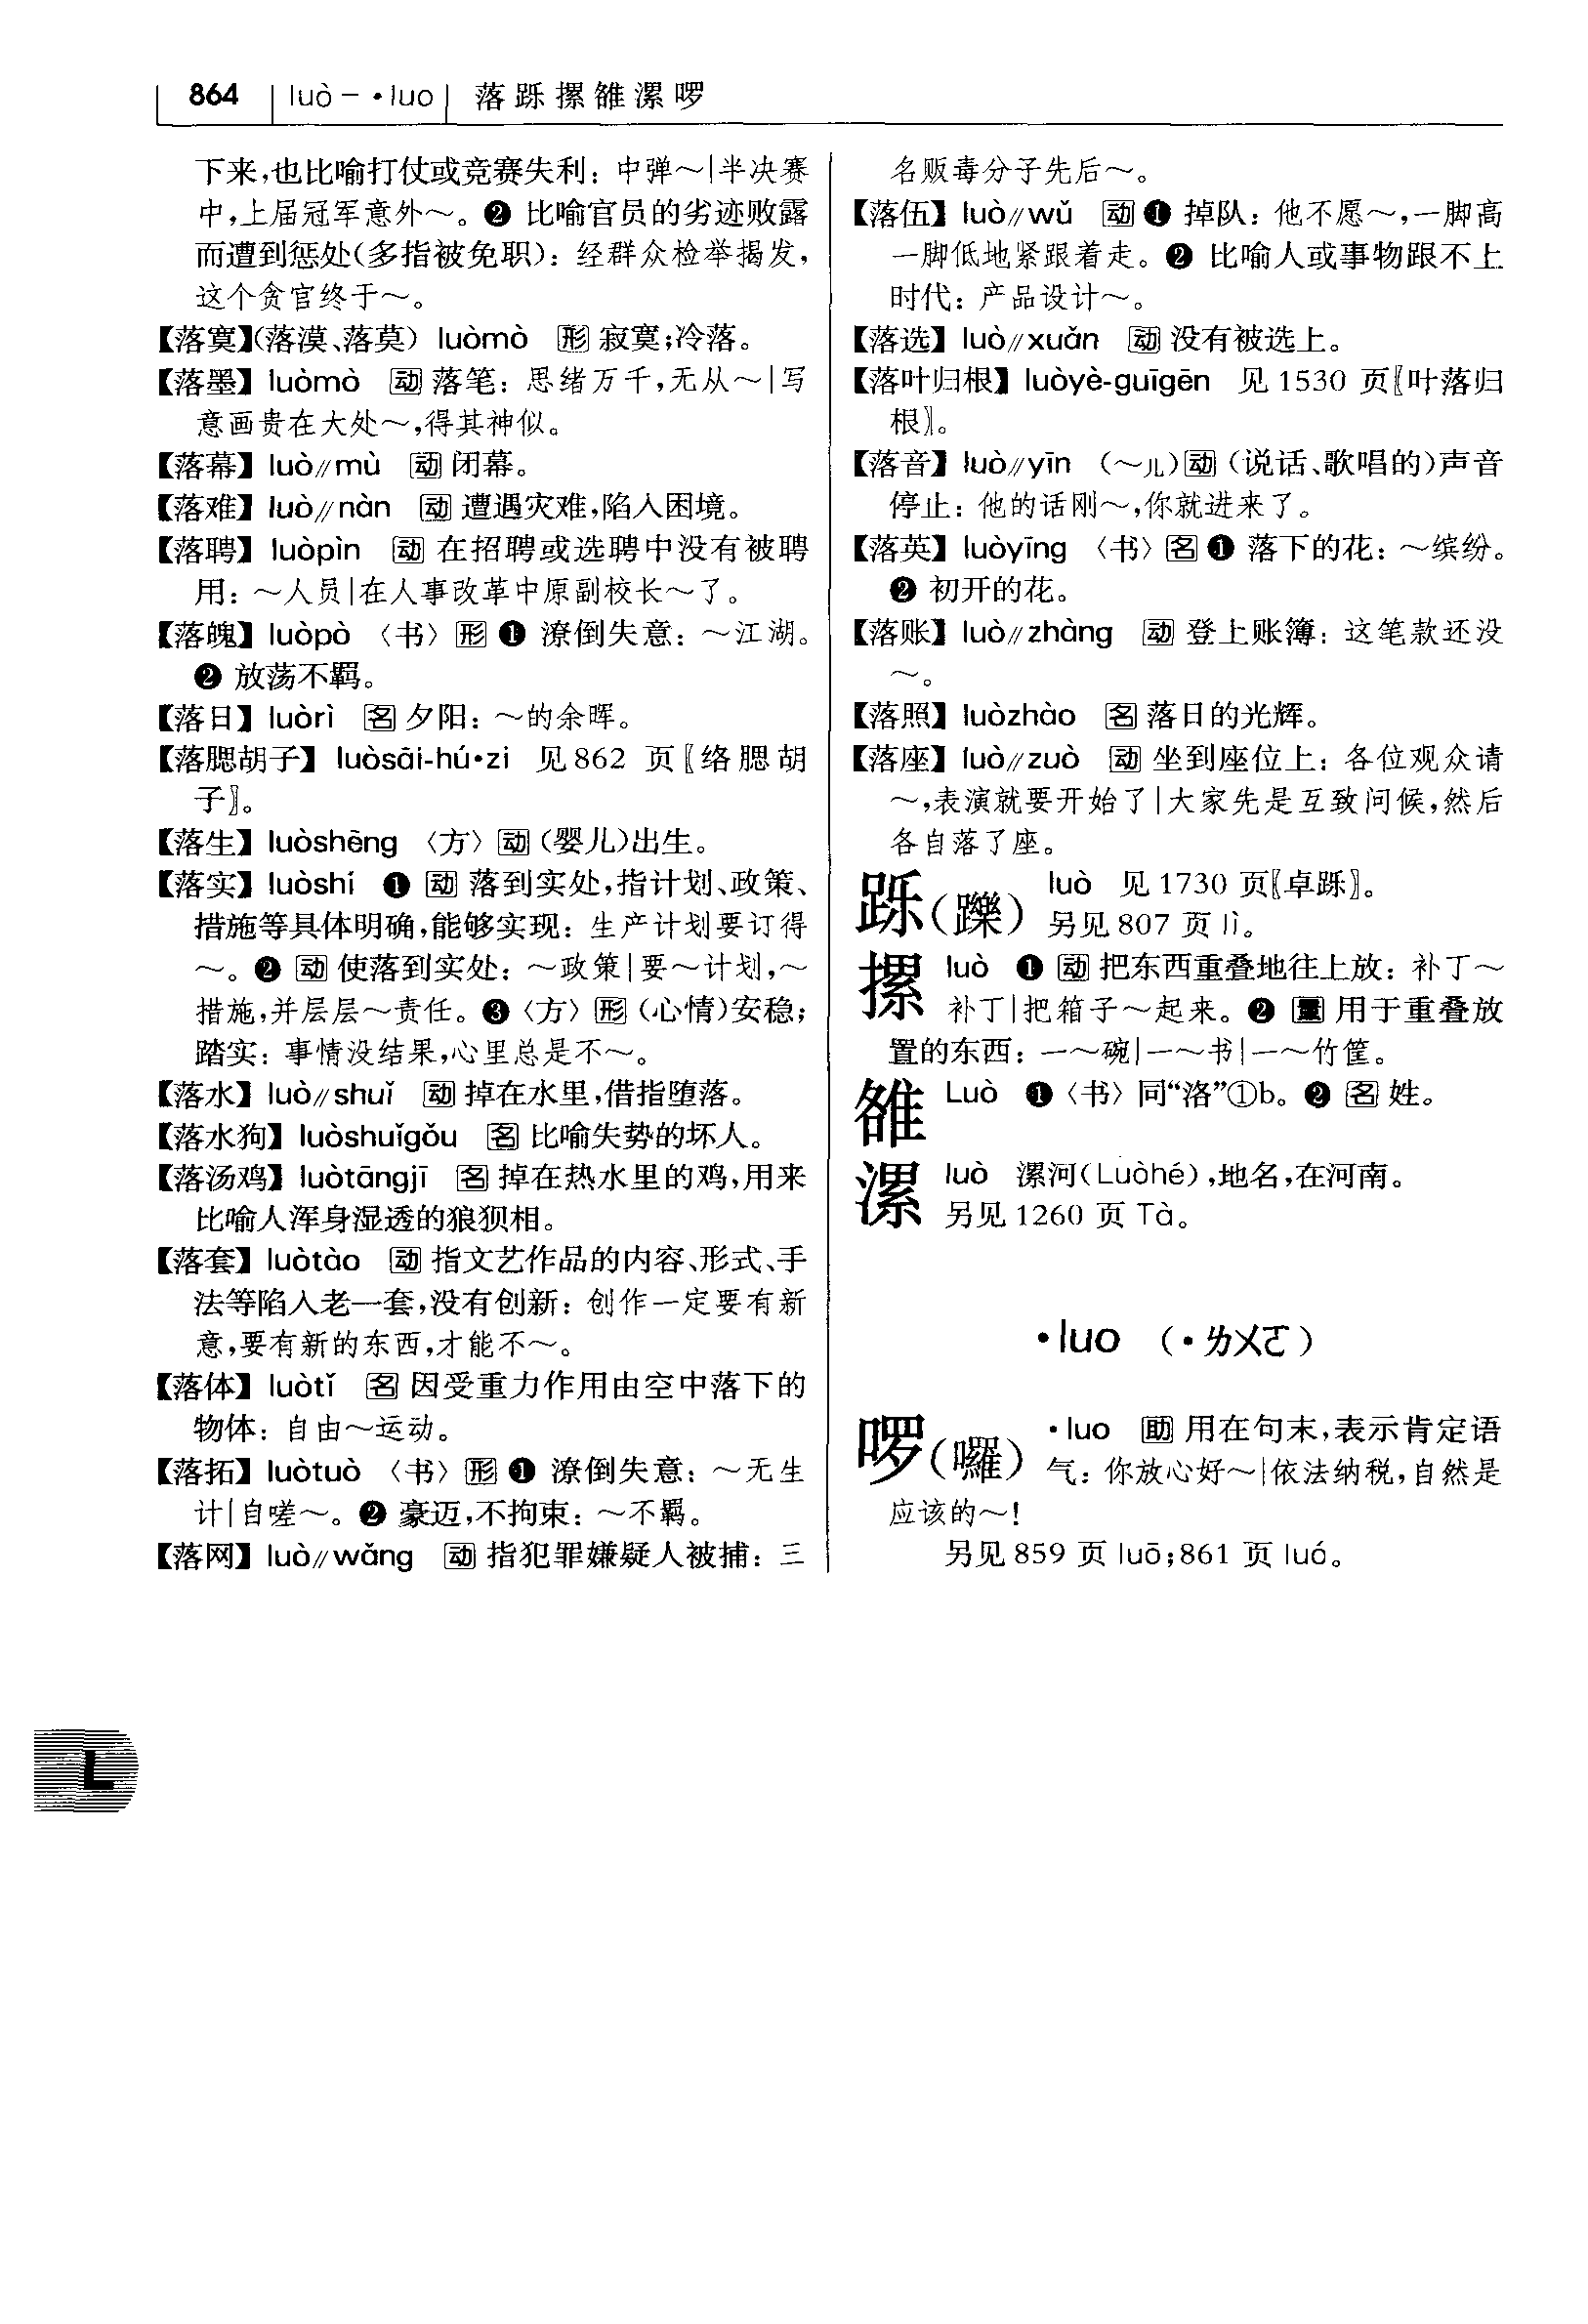 864 luò－·luo 落跞摞雒漯啰
下来,也比喻打仗或竞赛失利：中弹～|半决赛
中,上届冠军意外～。❷ 比喻官员的劣迹败露
而遭到惩处(多指被免职)：经群众检举揭发,
这个贪官终于～。
【落寞】(落漠、落莫) luòmò 形 寂寞;冷落。
【落墨】luòmò 动 落笔：思绪万千,无从～|写
意画贵在大处～,得其神似。
【落幕】luò∥mù 动 闭幕。
【落难】luò∥nàn 动 遭遇灾难,陷入困境。
【落聘】luòpìn 动 在招聘或选聘中没有被聘
用：～人员|在人事改革中原副校长～了。
【落魄】luòpò 〈书〉形 ❶ 潦倒失意：～江湖。
❷ 放荡不羁。
【落日】luòrì 名 夕阳：～的余晖。
【落腮胡子】luòsāi-hú·zi 见862 页〖络腮胡
子〗。
【落生】luòshēng 〈方〉动 (婴儿)出生。
【落实】luòshí ❶ 动 落到实处,指计划、政策、
措施等具体明确,能够实现：生产计划要订得
～。❷ 动 使落到实处：～政策|要～计划,～
措施,并层层～责任。❸〈方〉形 (心情)安稳;
踏实：事情没结果,心里总是不～。
【落水】luò∥shuǐ 动 掉在水里,借指堕落。
【落水狗】luòshuǐgǒu 名 比喻失势的坏人。
【落汤鸡】luòtāngjī 名 掉在热水里的鸡,用来
比喻人浑身湿透的狼狈相。
【落套】luòtào 动 指文艺作品的内容、形式、手
法等陷入老一套,没有创新：创作一定要有新
意,要有新的东西,才能不～。
【落体】luòtǐ 名 因受重力作用由空中落下的
物体：自由～运动。
【落拓】luòtuò 〈书〉形 ❶ 潦倒失意：～无生
计|自嗟～。❷ 豪迈,不拘束：～不羁。
【落网】luò∥wǎng 动 指犯罪嫌疑人被捕：三
名贩毒分子先后～。
【落伍】luò∥wǔ 动 ❶ 掉队：他不愿～,一脚高
一脚低地紧跟着走。❷ 比喻人或事物跟不上
时代：产品设计～。
【落选】luò∥xuǎn 动 没有被选上。
【落叶归根】luòyè-guīgēn 见 1530 页〖叶落归
根〗。
【落音】luò∥yīn (～儿)动 (说话、歌唱的)声音
停止：他的话刚～,你就进来了。
【落英】luòyīng 〈书〉名 ❶ 落下的花：～缤纷。
❷ 初开的花。
【落账】luò∥zhàng 动 登上账簿：这笔款还没
～。
【落照】luòzhào 名 落日的光辉。
【落座】luò∥zuò 动 坐到座位上：各位观众请
～,表演就要开始了|大家先是互致问候,然后
各自落了座。
跞(躒) luò 见 1730 页〖卓跞〗。
另见 807 页 lì。
摞 luò ❶ 动 把东西重叠地往上放：补丁～
补丁|把箱子～起来。❷ 量 用于重叠放
置的东西：一～碗|一～书|一～竹筐。
雒 Luò ❶〈书〉同“洛”①b。❷ 名 姓。
漯 luò 漯河(Luòhé),地名,在河南。
另见 1260 页 Tà。
·luo （·ㄌㄨㄛ）
啰(囉) ·luo 助 用在句末,表示肯定语
气：你放心好～|依法纳税,自然是
应该的～!
另见 859 页 luō;861 页 luó。
L